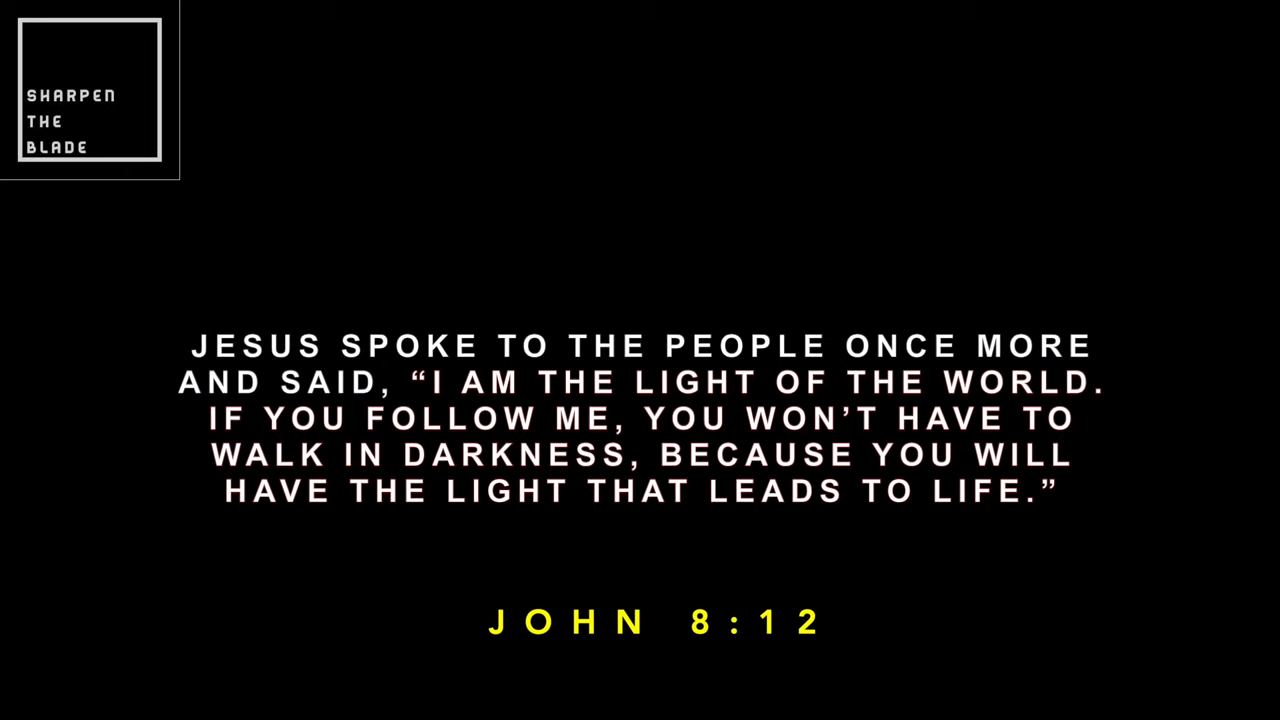 SHARPEN
THE
BLADE
JESUS SPOKE TO THE PEOPLE ONCE MORE
AND SAID, “I AM THE LIGHT OF THE WORLD.
IF YOU FOLLOW ME, YOU WON’T HAVE TO
WALK IN DARKNESS, BECAUSE YOU WILL
HAVE THE LIGHT THAT LEADS TO LIFE.”
JOHN 8:12